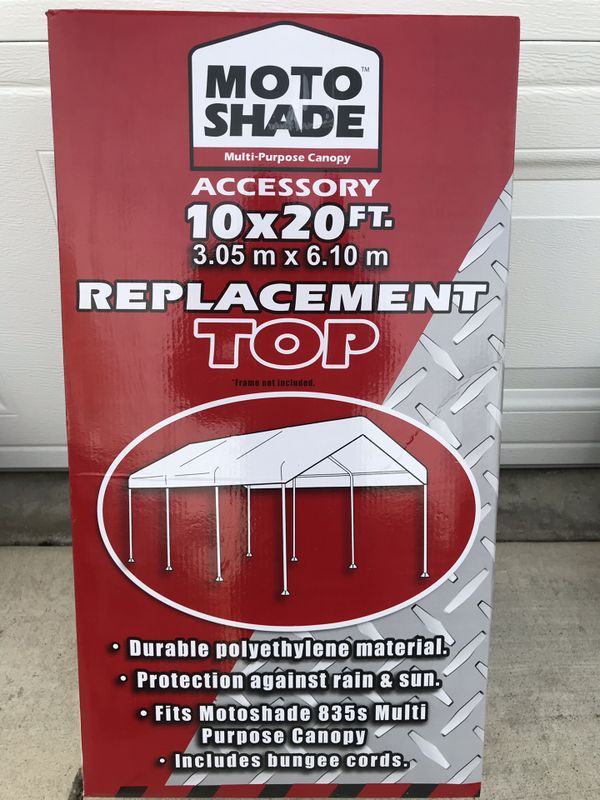 MOTO™
SHADE
Multi-Purpose Canopy
ACCESSORY
10x20FT.
3.05 m x 6.10 m
REPLACEMENT
TOP
*Frame not included.
• Durable polyethylene material.
• Protection against rain & sun.
• Fits Motoshade 835s Multi
Purpose Canopy
• Includes bungee cords.